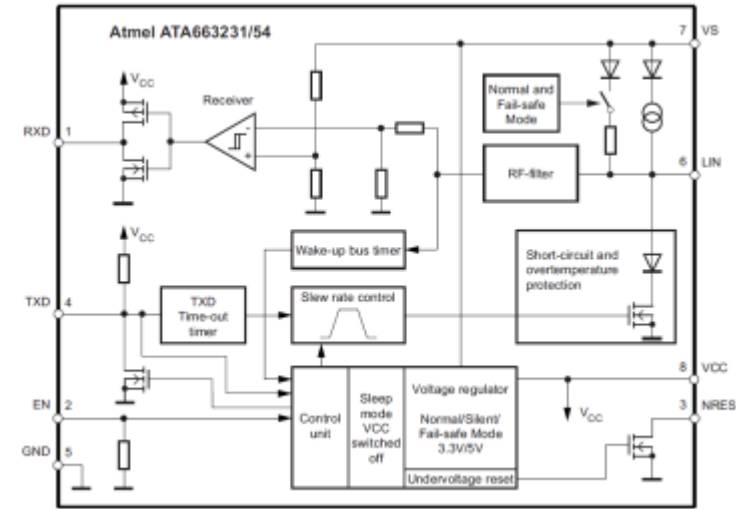 Atmel ATA663231/54
7
VS
VCC
Receiver
Normal and
Fail-safe
Mode
RXD
1
-
+
6
LIN
RF-filter
VCC
Wake-up bus timer
Short-circuit and
overtemperature
protection
TXD
4
TXD
Time-out
timer
Slew rate control
8
VCC
EN
2
Control
unit
Sleep
mode
VCC
switched
off
Voltage regulator
Normal/Silent/
Fail-safe Mode
3.3V/5V
Undervoltage reset
VCC
3
NRES
GND
5